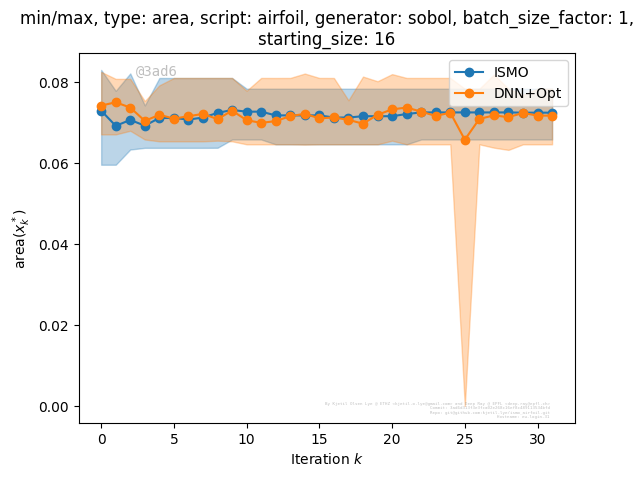 min/max, type: area, script: airfoil, generator: sobol, batch_size_factor: 1,
starting_size: 16
@3ad6
ISMO
DNN+Opt
0.08
0.06
0.04
0.02
0.00
area(x_k^*)
0 5 10 15 20 25 30
Iteration k